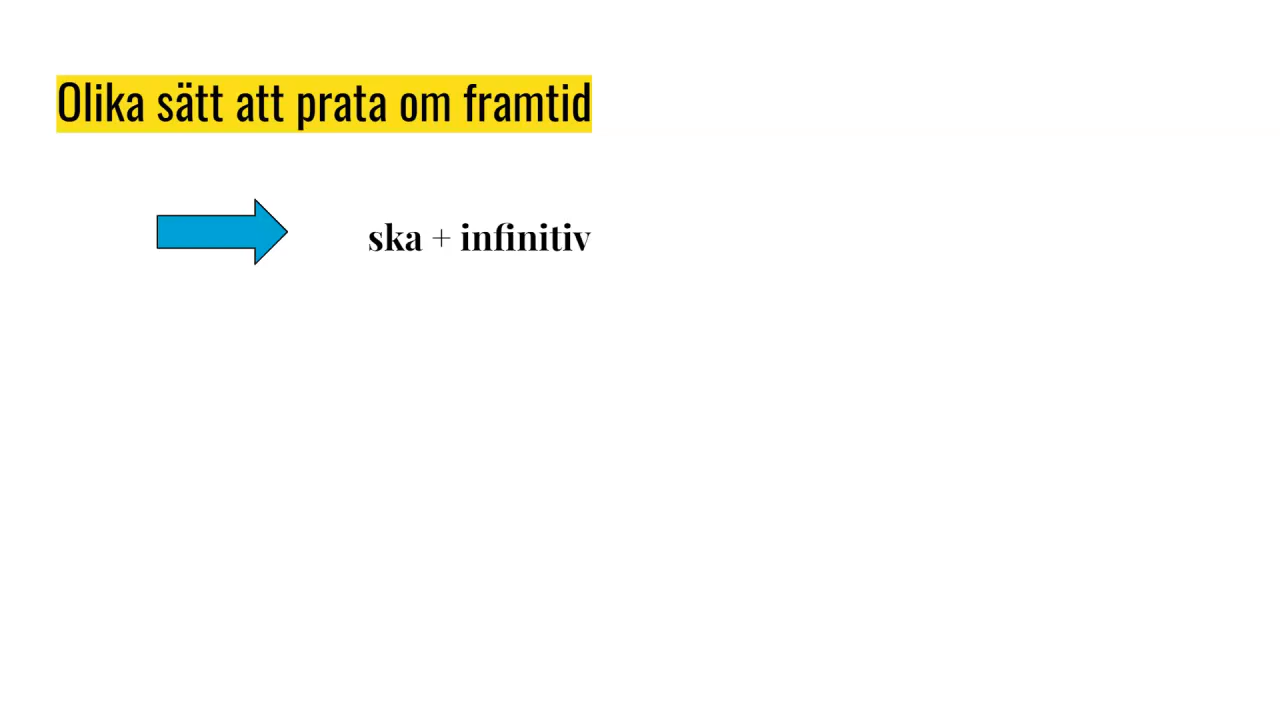 Olika sätt att prata om framtid
ska + infinitiv